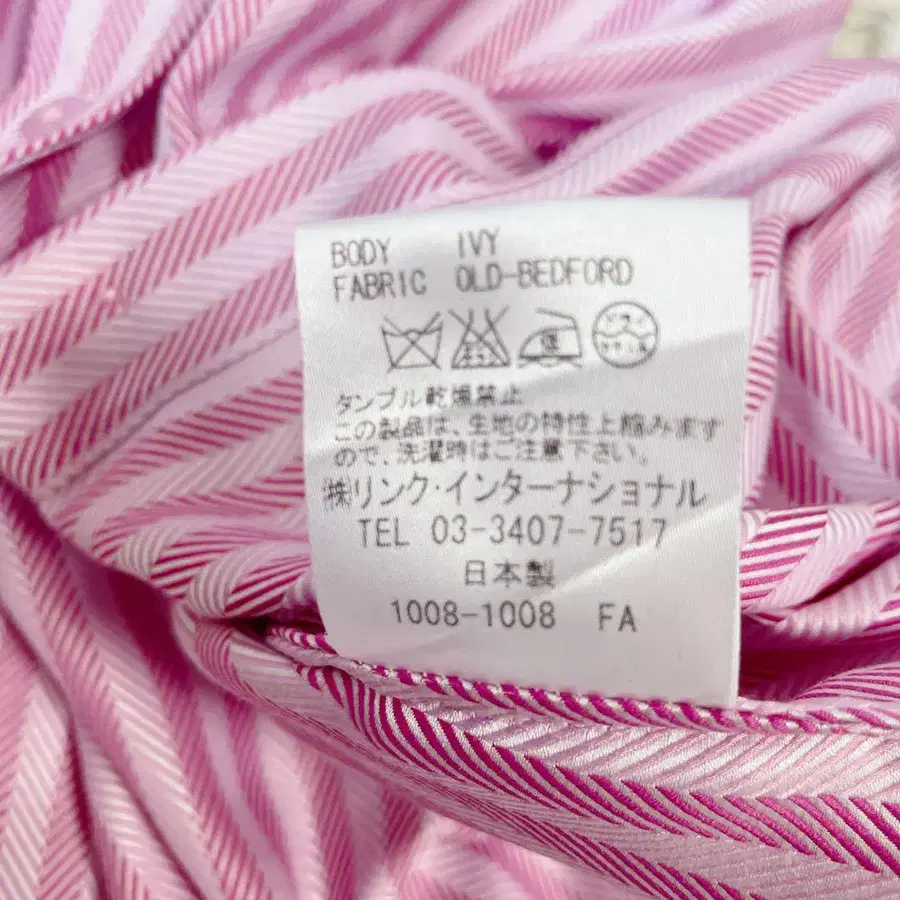 BODY IVY
FABRIC OLD-BEDFORD
タンブル乾燥禁止
この製品は、生地の特性上縮みます
ので、洗濯時はご注意下さい。
㈱リンク・インターナショナル
TEL 03-3407-7517
日本製
1008-1008 FA